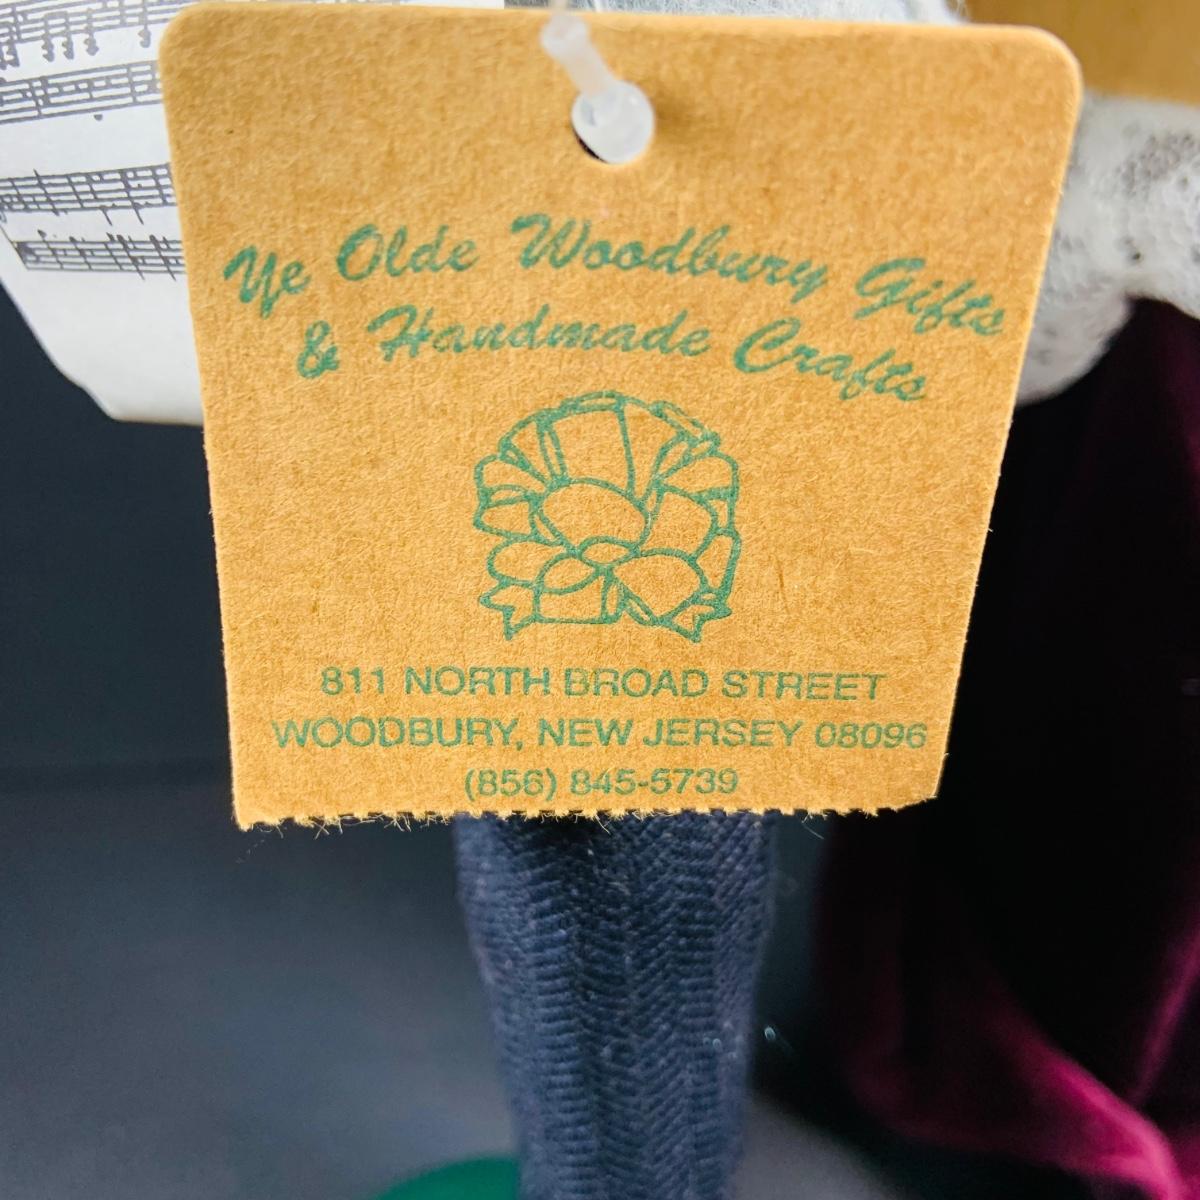 Ye Olde Woodbury Gifts
& Handmade Crafts
811 NORTH BROAD STREET
WOODBURY, NEW JERSEY 08096
(856) 845-5739